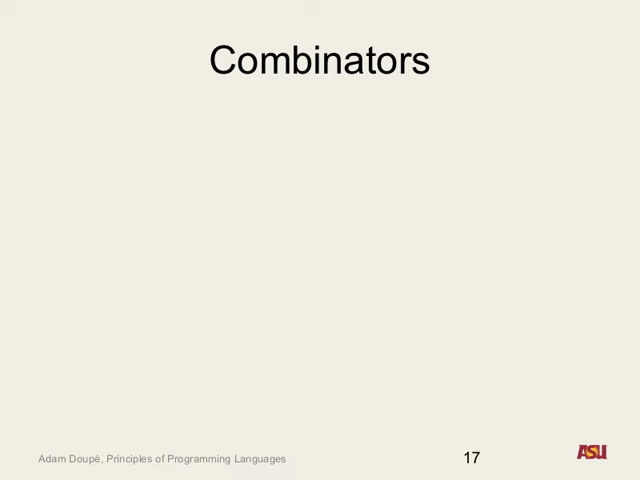 Combinators
Adam Doupé, Principles of Programming Languages
17
ASU